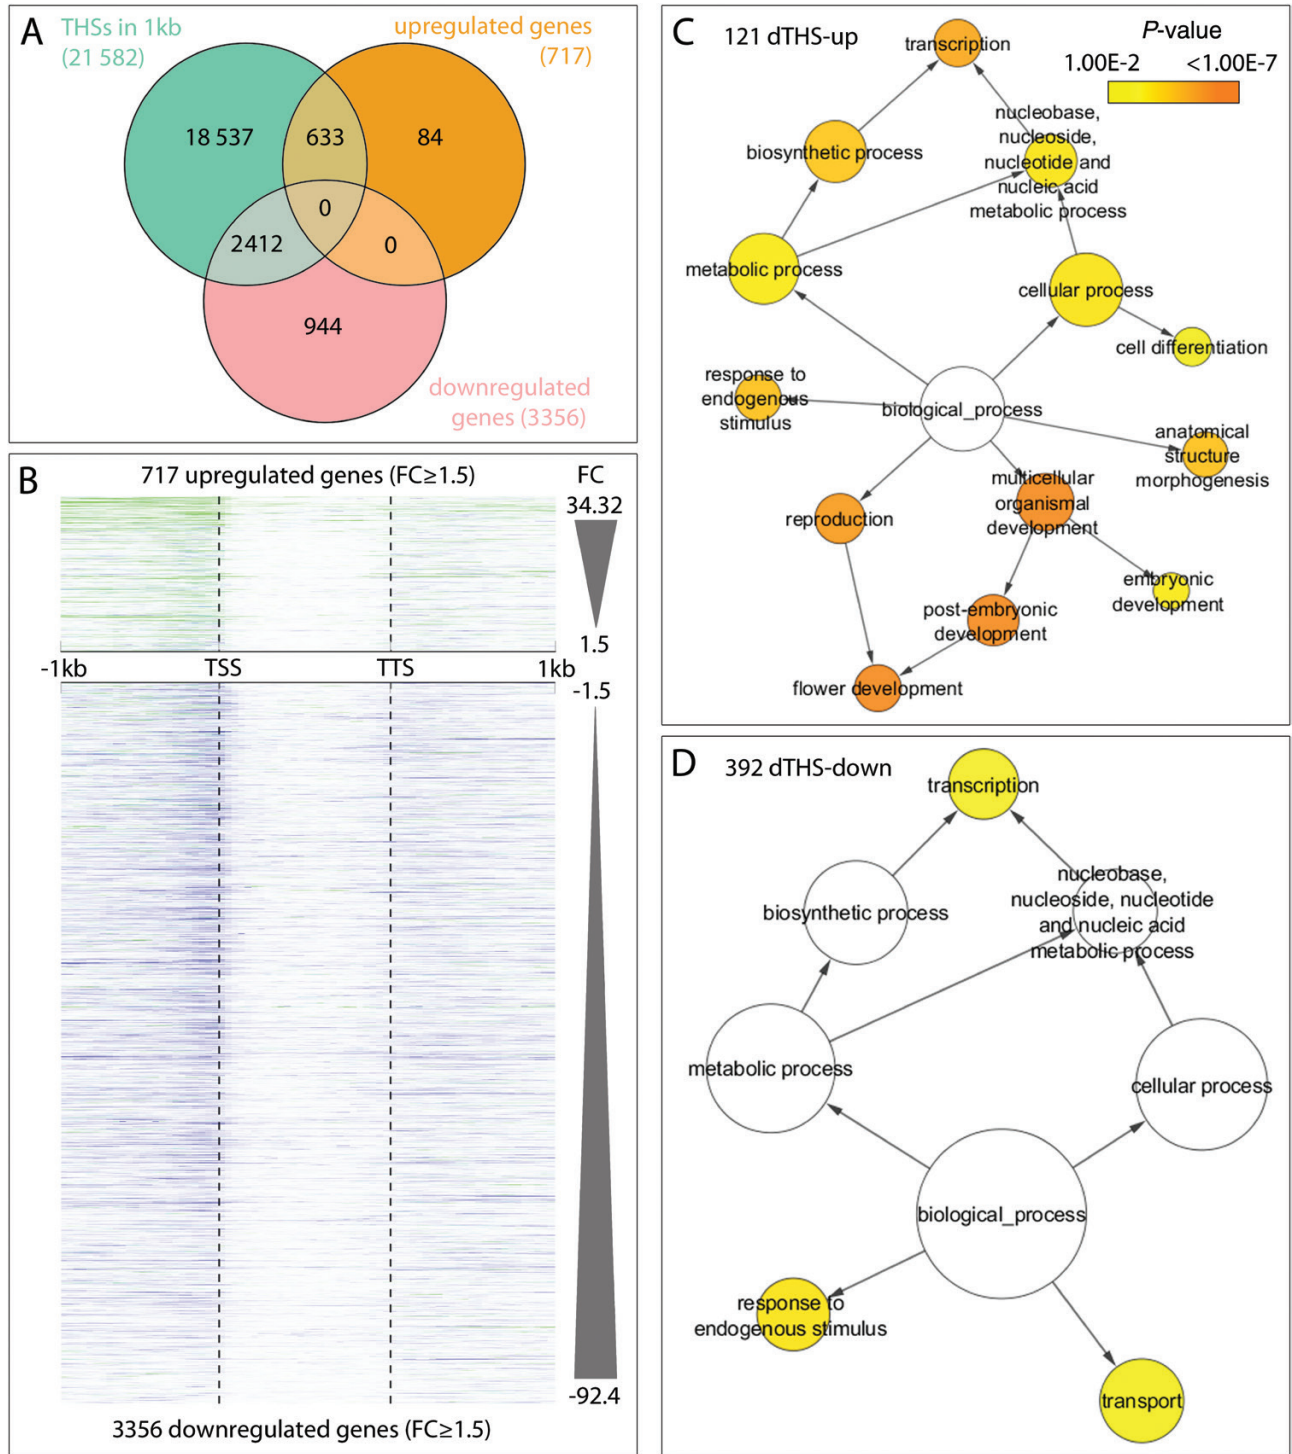 A
THSs in 1kb
(21 582)
upregulated genes
(717)
18 537
633
84
0
2412
0
944
downregulated
genes (3356)
B
717 upregulated genes (FC≥1.5)
FC
34.32
1.5
-1kb
TSS
TTS
1kb
-1.5
-92.4
3356 downregulated genes (FC≥1.5)
C
121 dTHS-up
P-value
1.00E-2
<1.00E-7
transcription
nucleobase,
nucleoside,
nucleotide and
nucleic acid
metabolic process
biosynthetic process
metabolic process
cellular process
cell differentiation
response to
endogenous
stimulus
biological_process
anatomical
structure
morphogenesis
multicellular
organismal
development
reproduction
embryonic
development
post-embryonic
development
flower development
D
392 dTHS-down
transcription
nucleobase,
nucleoside, nucleotide
and nucleic acid
metabolic process
biosynthetic process
metabolic process
cellular process
biological_process
response to
endogenous stimulus
transport